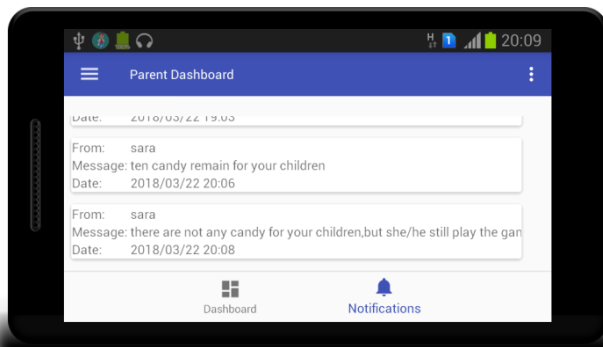 H 1 20:09
Parent Dashboard
Date: 2018/03/22 19:03
From: sara
Message: ten candy remain for your children
Date: 2018/03/22 20:06
From: sara
Message: there are not any candy for your children,but she/he still play the gan
Date: 2018/03/22 20:08
Dashboard
Notifications